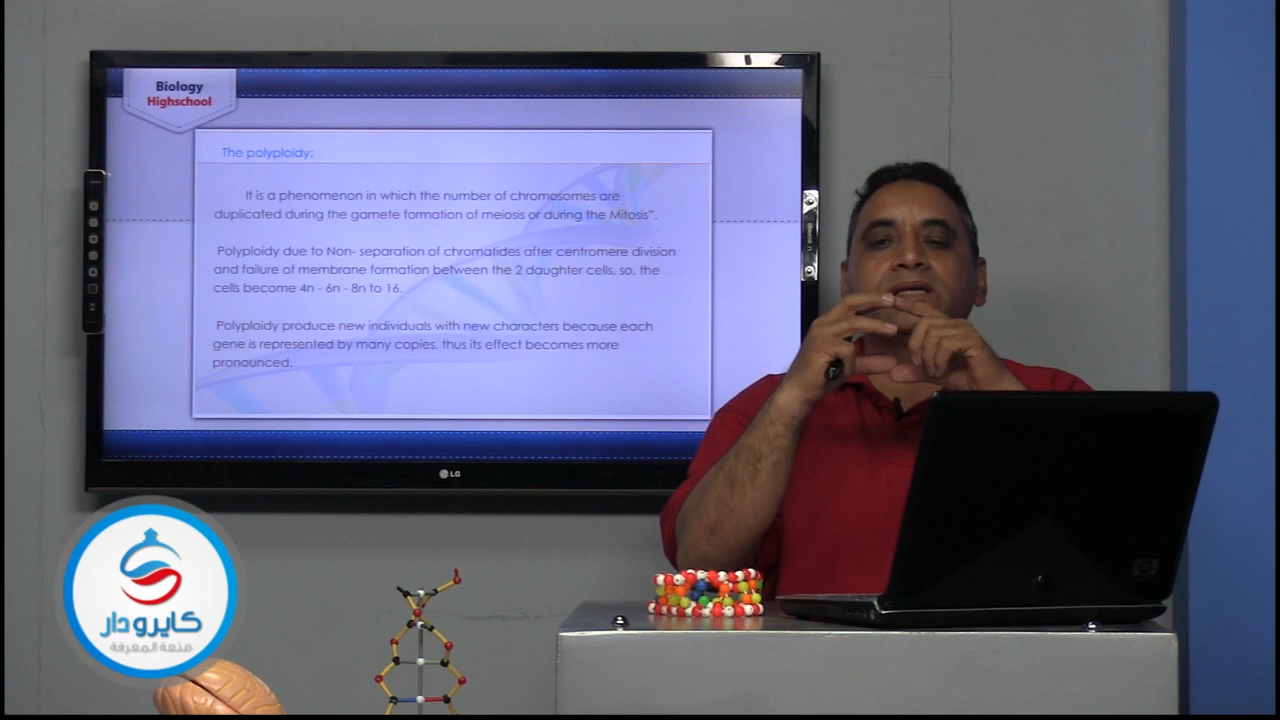 Biology
Highschool
The polyploidy:
It is a phenomenon in which the number of chromosomes are
duplicated during the gamete formation of meiosis or during the Mitosis".
Polyploidy due to Non- separation of chromatides after centromere division
and failure of membrane formation between the 2 daughter cells, so, the
cells become 4n - 6n - 8n to 16.
Polyploidy produce new individuals with new characters because each
gene is represented by many copies, thus its effect becomes more
pronounced.
LG
كايرودار
متعة المعرفة
hp